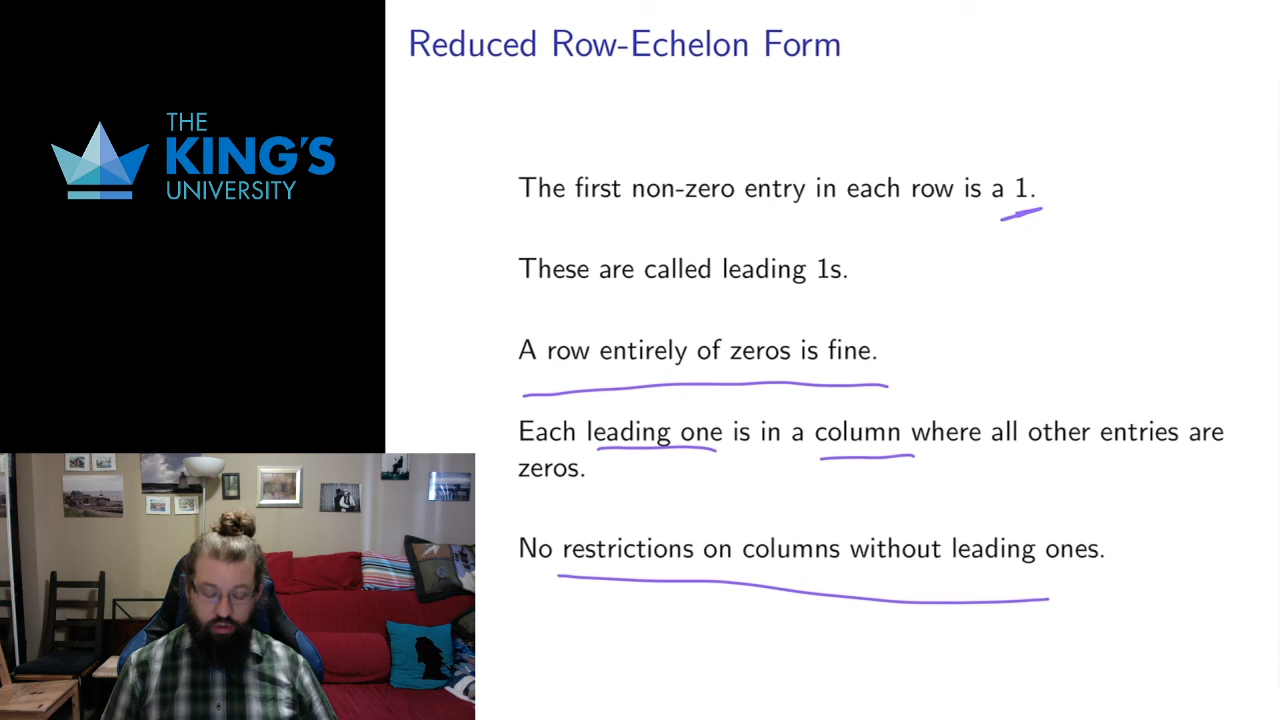 THE
KING'S
UNIVERSITY
Reduced Row-Echelon Form
The first non-zero entry in each row is a 1.
These are called leading 1s.
A row entirely of zeros is fine.
Each leading one is in a column where all other entries are
zeros.
No restrictions on columns without leading ones.